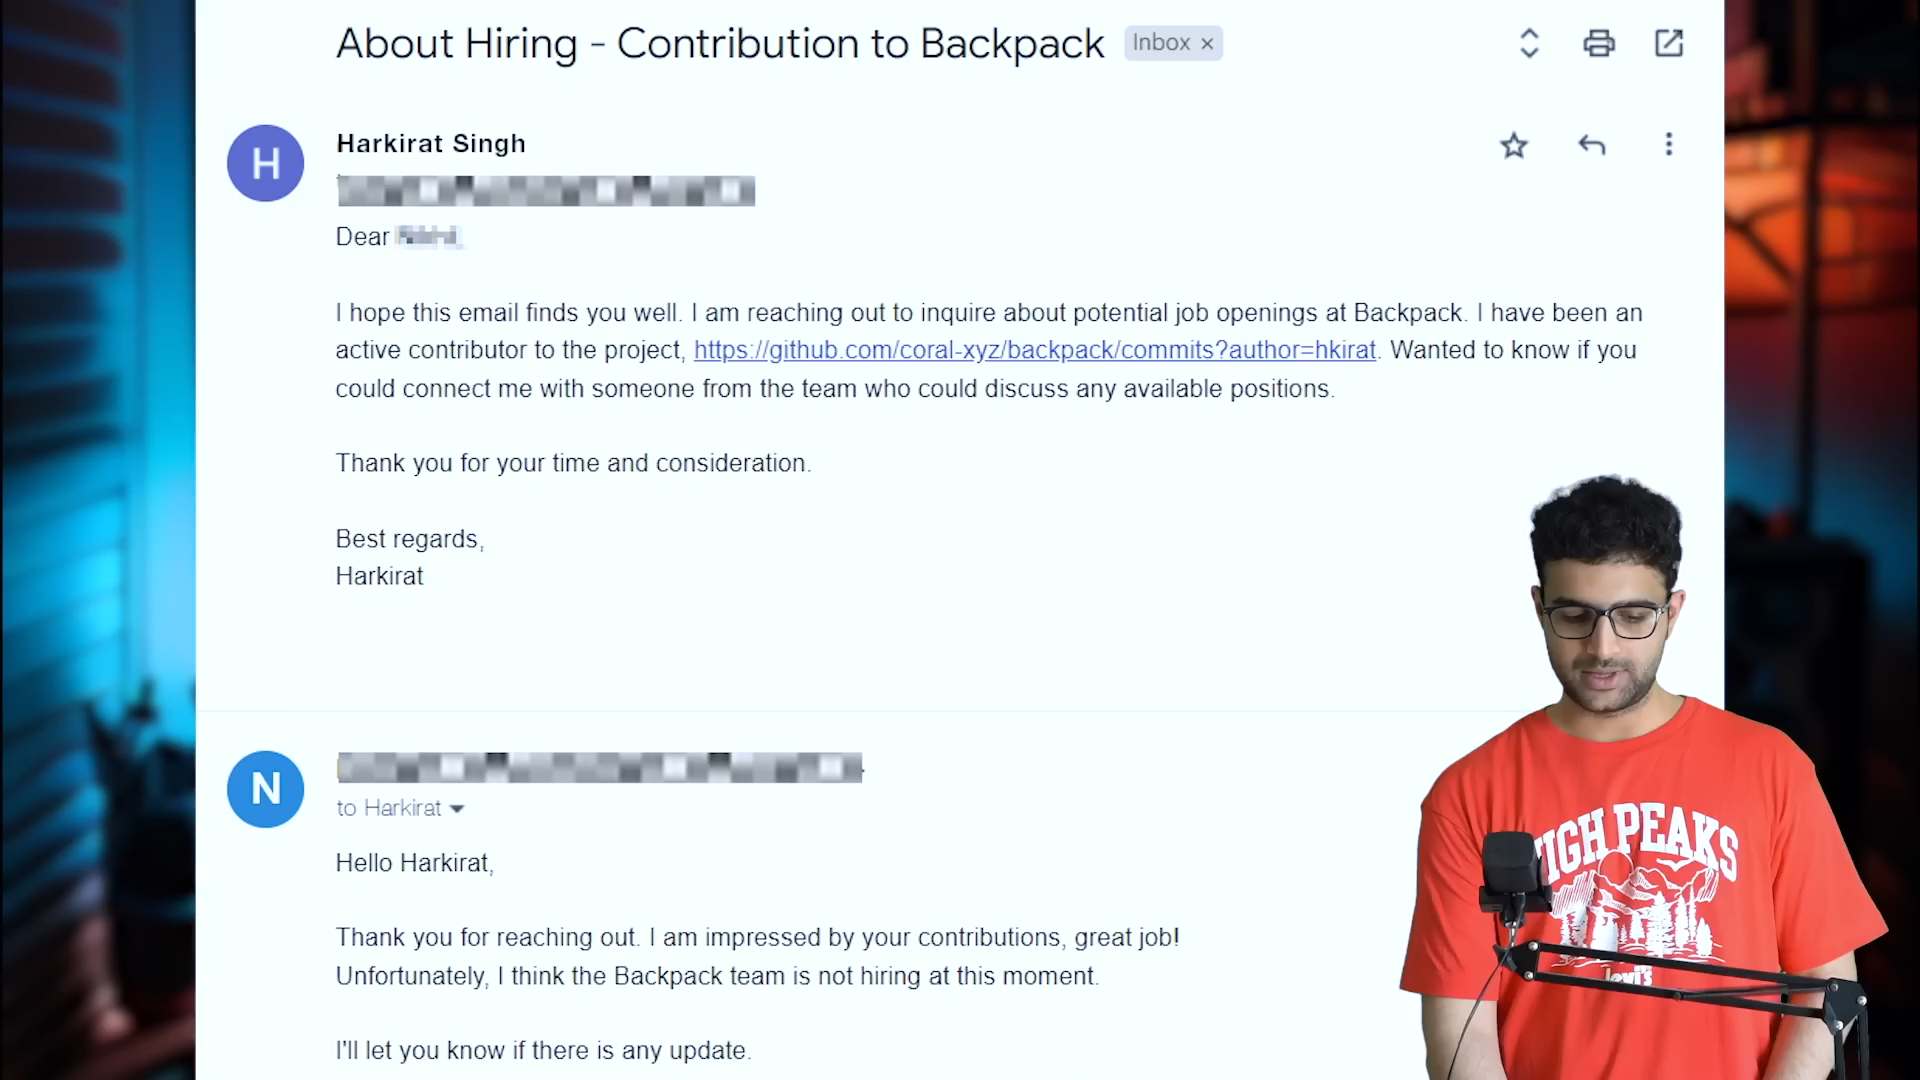 About Hiring - Contribution to Backpack
Inbox ×
H
Harkirat Singh
Dear
I hope this email finds you well. I am reaching out to inquire about potential job openings at Backpack. I have been an
active contributor to the project, https://github.com/coral-xyz/backpack/commits?author=hkirat. Wanted to know if you
could connect me with someone from the team who could discuss any available positions.
Thank you for your time and consideration.
Best regards,
Harkirat
N
to Harkirat
Hello Harkirat,
Thank you for reaching out. I am impressed by your contributions, great job!
Unfortunately, I think the Backpack team is not hiring at this moment.
I'll let you know if there is any update.
HIGH PEAKS
Levi's